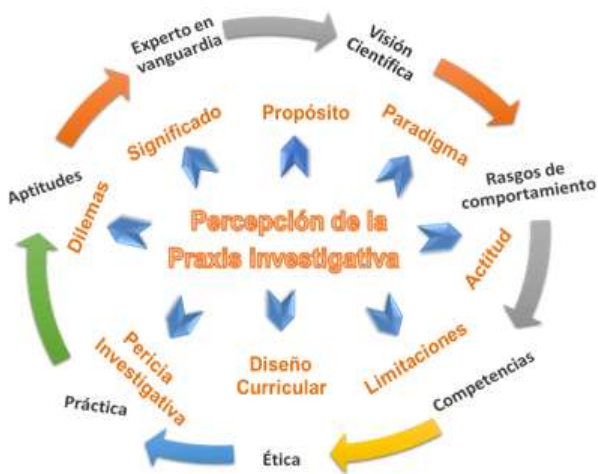 Experto en
vanguardia
Visión
Científica
Significado
Propósito
Paradigma
Aptitudes
Dilemas
Percepción de la
Praxis Investigativa
Rasgos de
comportamiento
Actitud
Pericia
Investigativa
Diseño
Curricular
Limitaciones
Competencias
Práctica
Ética